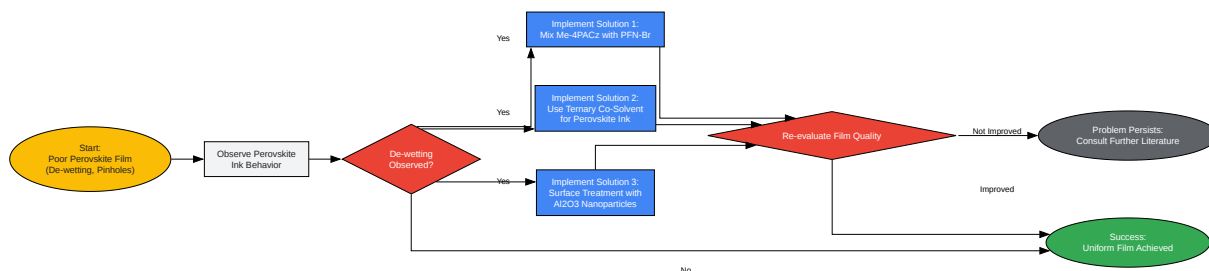 Start:
Poor Perovskite Film
(De-wetting, Pinholes)
Observe Perovskite
Ink Behavior
De-wetting
Observed?
Yes
Yes
Yes
No
Implement Solution 1:
Mix Me-4PACz with PFN-Br
Implement Solution 2:
Use Ternary Co-Solvent
for Perovskite Ink
Implement Solution 3:
Surface Treatment with
Al2O3 Nanoparticles
Re-evaluate Film Quality
Not Improved
Improved
Problem Persists:
Consult Further Literature
Success:
Uniform Film Achieved